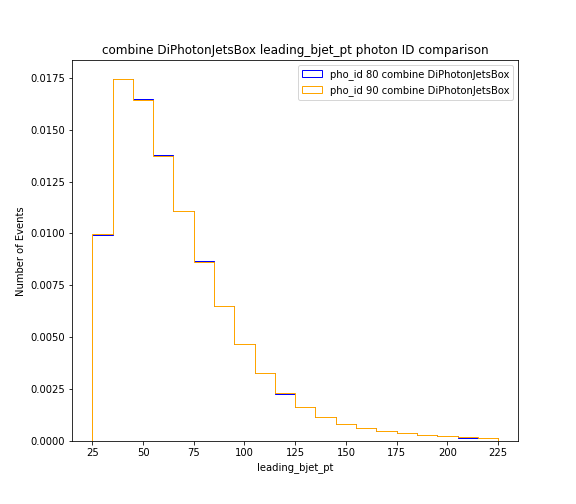 combine DiPhotonJetsBox leading_bjet_pt photon ID comparison
pho_id 80 combine DiPhotonJetsBox
pho_id 90 combine DiPhotonJetsBox
0.0175
0.0150
0.0125
0.0100
0.0075
0.0050
0.0025
0.0000
Number of Events
25 50 75 100 125 150 175 200 225
leading_bjet_pt